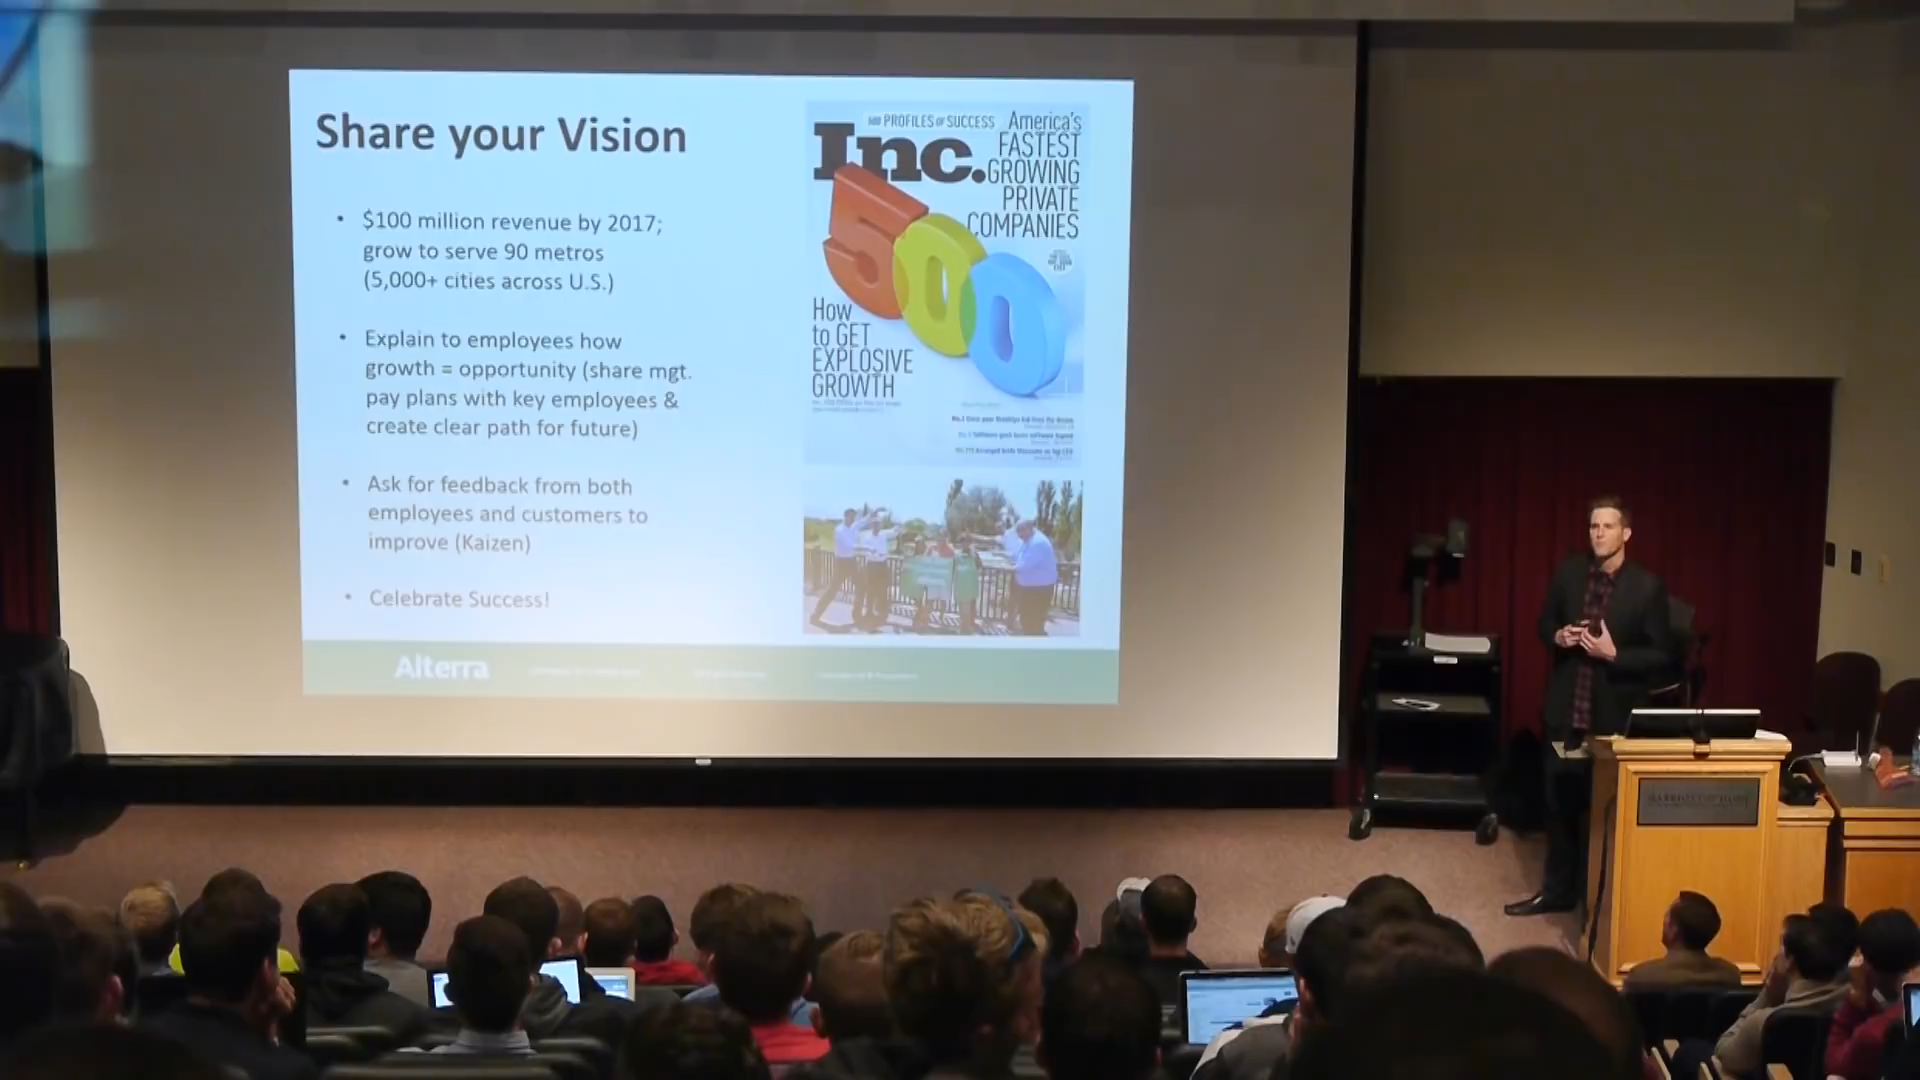 Share your Vision
• $100 million revenue by 2017;
grow to serve 90 metros
(5,000+ cities across U.S.)
• Explain to employees how
growth = opportunity (share mgt.
pay plans with key employees &
create clear path for future)
• Ask for feedback from both
employees and customers to
improve (Kaizen)
• Celebrate Success!
Alterra
500 PROFILES OF SUCCESS
Inc.
America's
FASTEST
GROWING
PRIVATE
COMPANIES
500
How
to GET
EXPLOSIVE
GROWTH